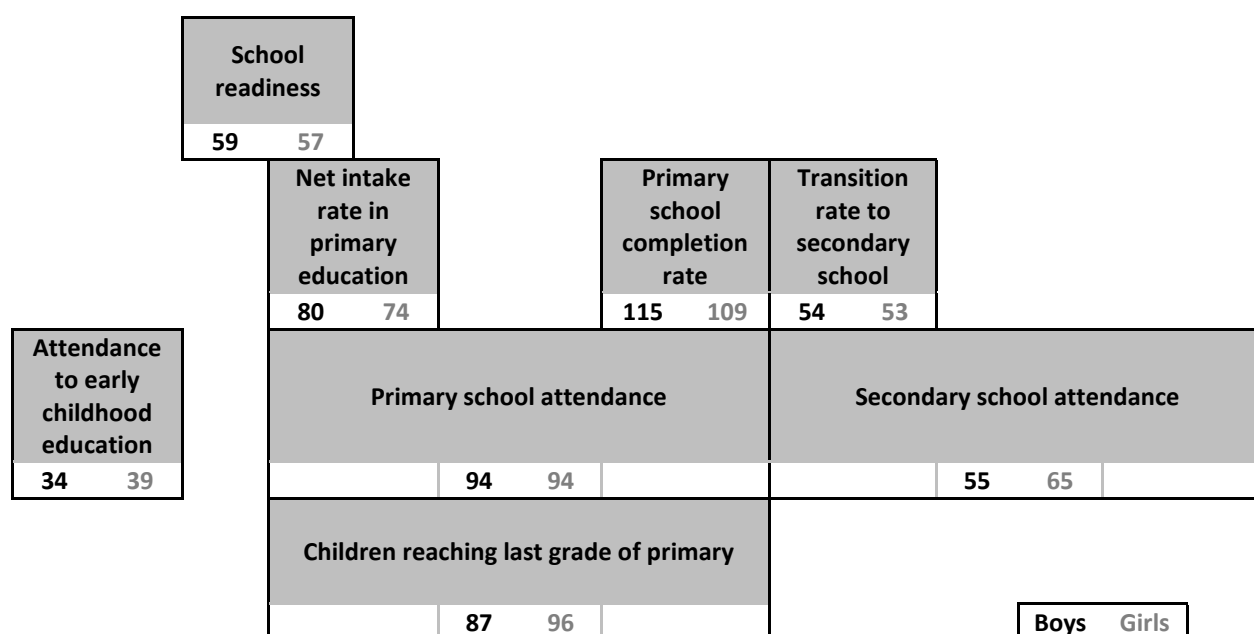 School
readiness
59 57
Net intake
rate in
primary
education
80 74
Primary
school
completion
rate
115 109
Transition
rate to
secondary
school
54 53
Attendance
to early
childhood
education
34 39
Primary school attendance
94 94
Secondary school attendance
55 65
Children reaching last grade of primary
87 96
Boys Girls